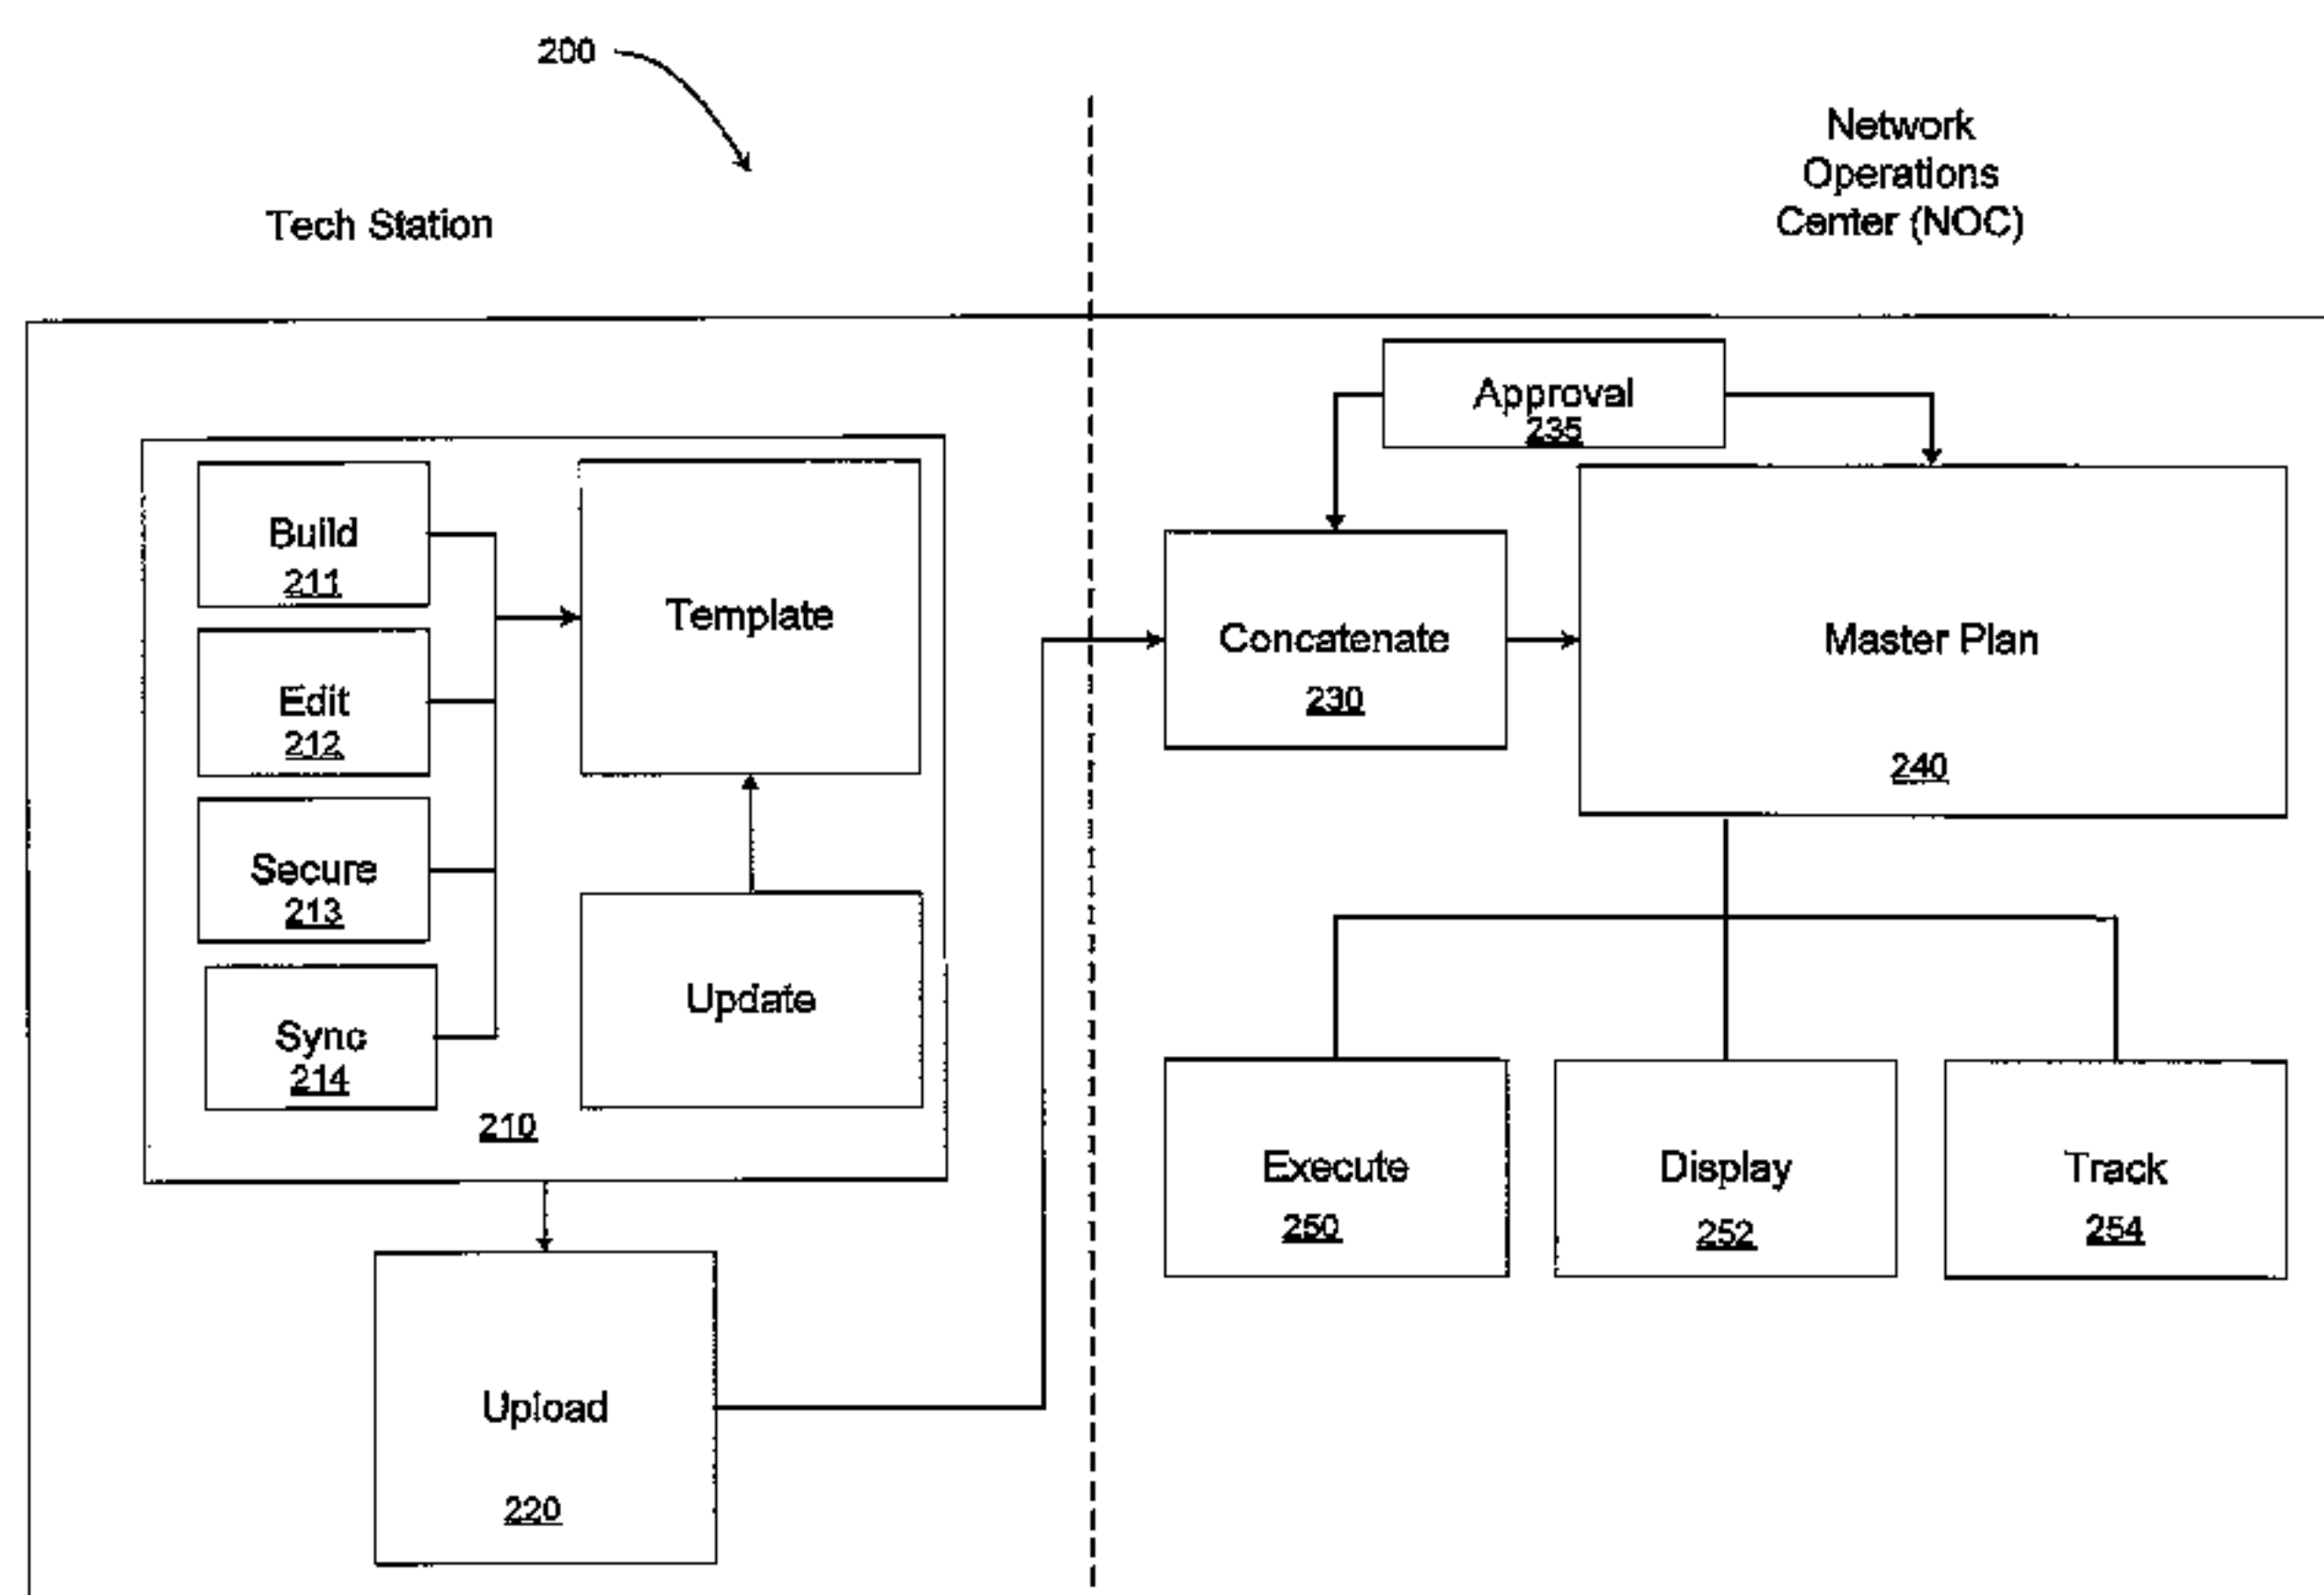 200
Tech Station
Network
Operations
Center (NOC)
Build
211
Edit
212
Secure
213
Sync
214
Template
Update
210
Upload
220
Approval
235
Concatenate
230
Master Plan
240
Execute
250
Display
252
Track
254